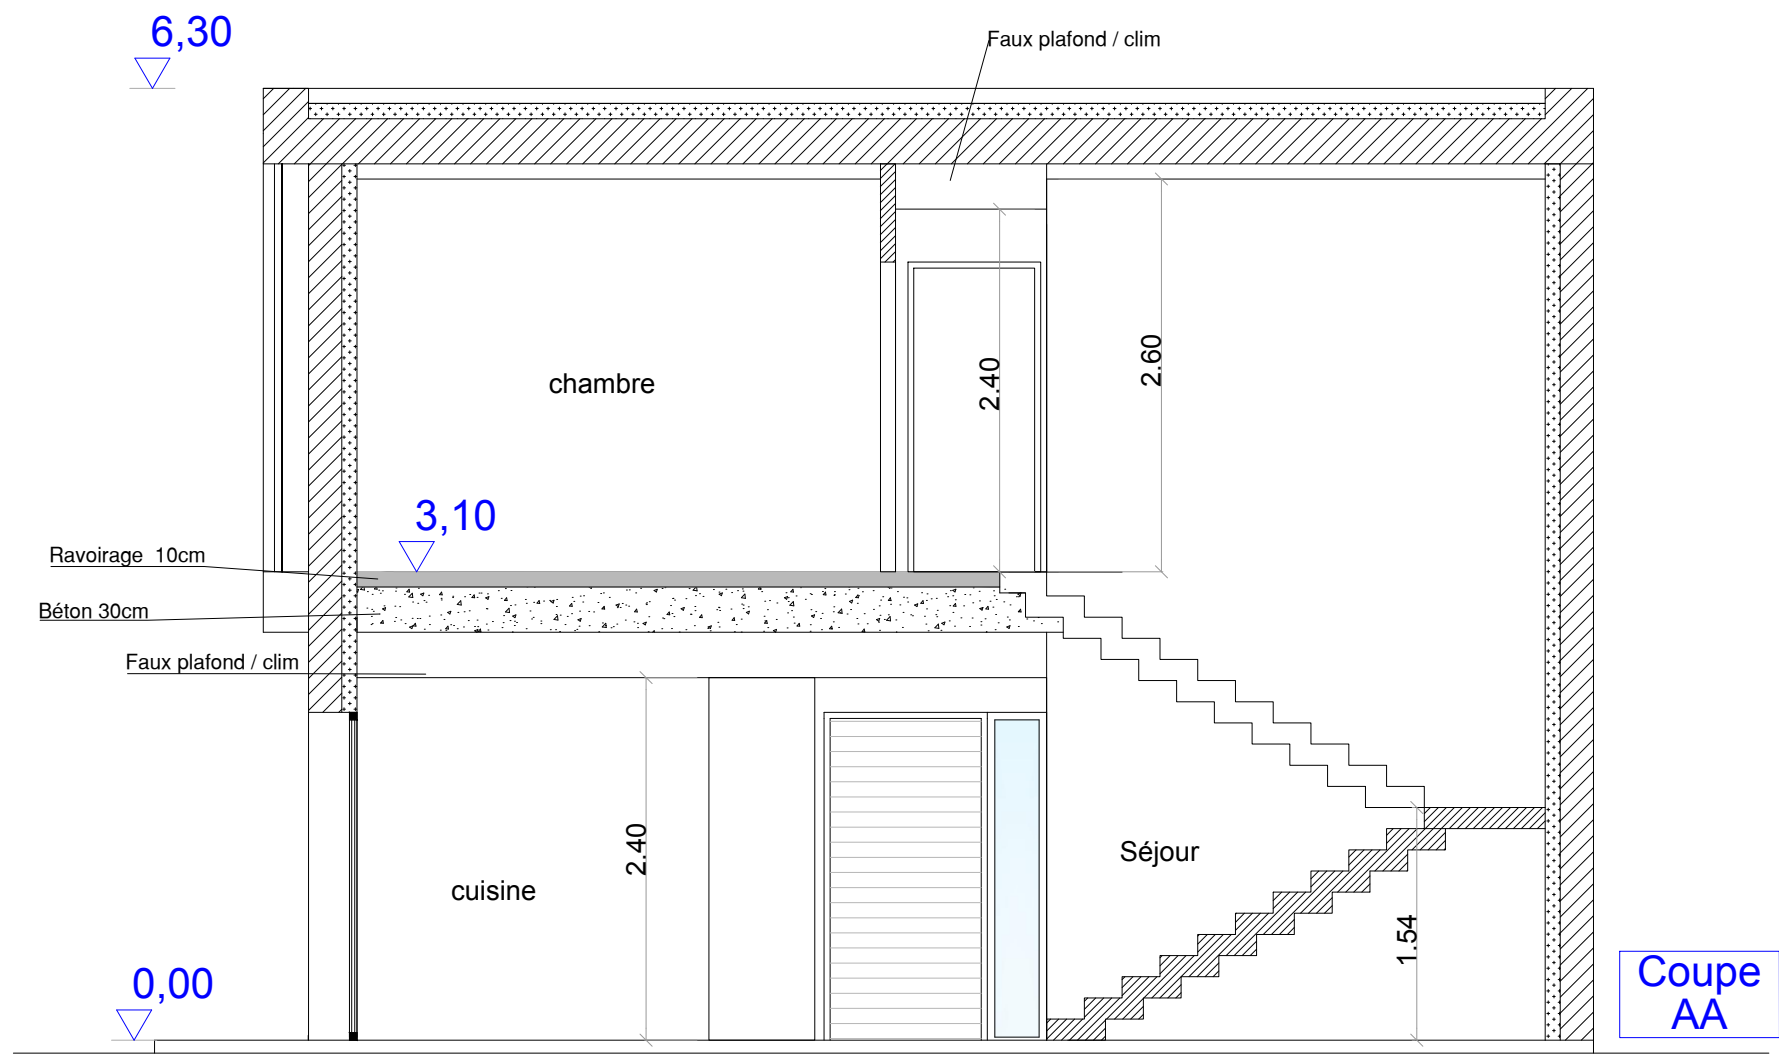 6,30
Faux plafond / clim
2.40
2.60
chambre
3,10
Ravoirage 10cm
Béton 30cm
Faux plafond / clim
2.40
Séjour
cuisine
1.54
0,00
Coupe
AA